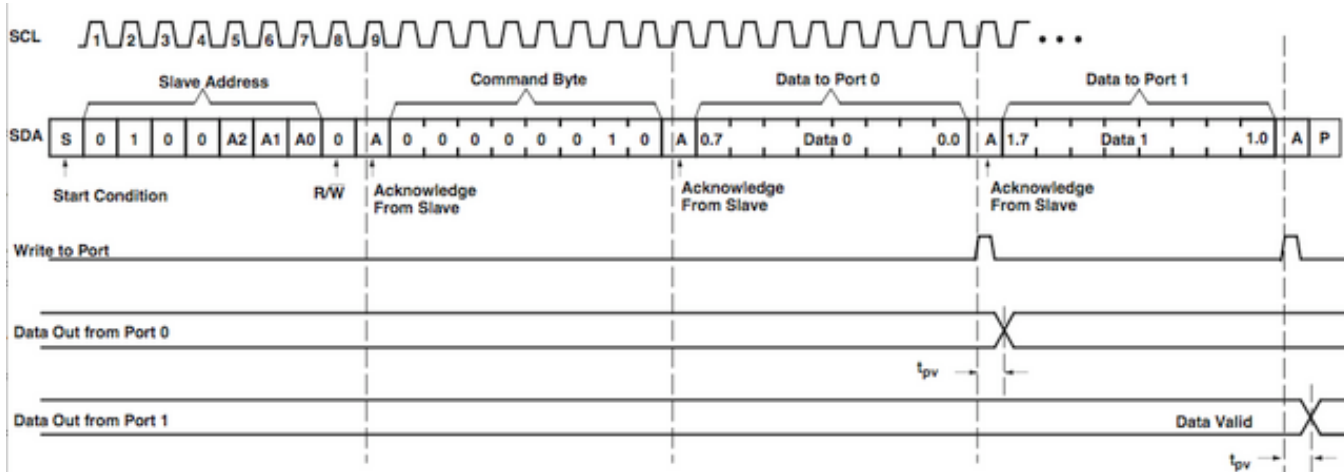 SCL 1 2 3 4 5 6 7 8 9 • • •
Slave Address Command Byte Data to Port 0 Data to Port 1
SDA S 0 1 0 0 A2 A1 A0 0 A 0 0 0 0 0 0 1 0 A 0.7 Data 0 0.0 A 1.7 Data 1 1.0 A P
Start Condition R/W̅ Acknowledge From Slave Acknowledge From Slave Acknowledge From Slave
Write to Port
Data Out from Port 0
tpv
Data Out from Port 1 Data Valid
tpv